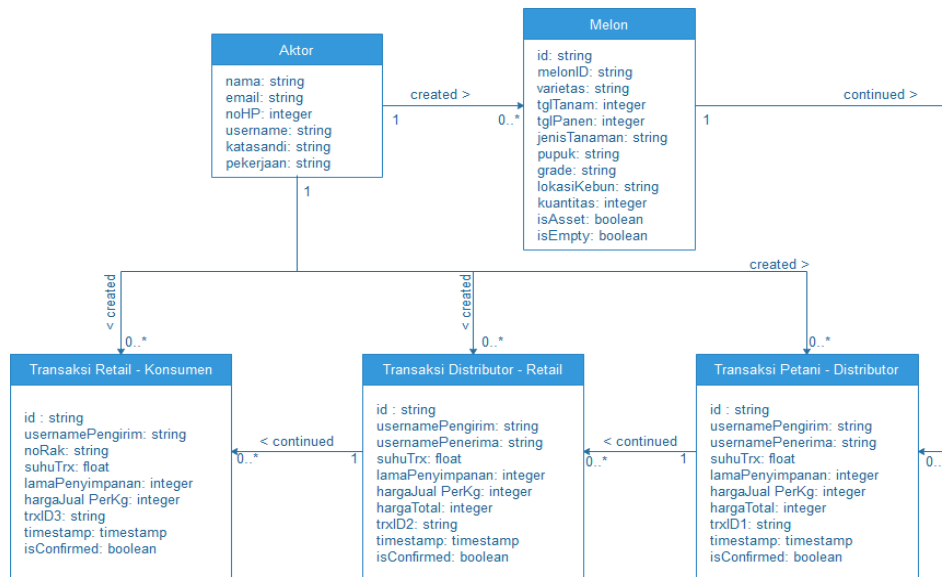 Aktor
nama: string
email: string
noHP: integer
username: string
katasandi: string
pekerjaan: string
1
created >
1
0..*
Melon
id: string
melonID: string
varietas: string
tglTanam: integer
tglPanen: integer
jenisTanaman: string
pupuk: string
grade: string
lokasiKebun: string
kuantitas: integer
isAsset: boolean
isEmpty: boolean
continued >
1
< created
0..*
< created
0..*
created >
0..*
Transaksi Retail - Konsumen
id : string
usernamePengirim: string
noRak: string
suhuTrx: float
lamaPenyimpanan: integer
hargaJual PerKg: integer
trxID3: string
timestamp: timestamp
isConfirmed: boolean
< continued
0..*
1
Transaksi Distributor - Retail
id : string
usernamePengirim: string
usernamePenerima: string
suhuTrx: float
lamaPenyimpanan: integer
hargaJual PerKg: integer
hargaTotal: integer
trxID2: string
timestamp: timestamp
isConfirmed: boolean
< continued
0..*
1
Transaksi Petani - Distributor
id : string
usernamePengirim: string
usernamePenerima: string
suhuTrx: float
lamaPenyimpanan: integer
hargaJual PerKg: integer
hargaTotal: integer
trxID1: string
timestamp: timestamp
isConfirmed: boolean
0..